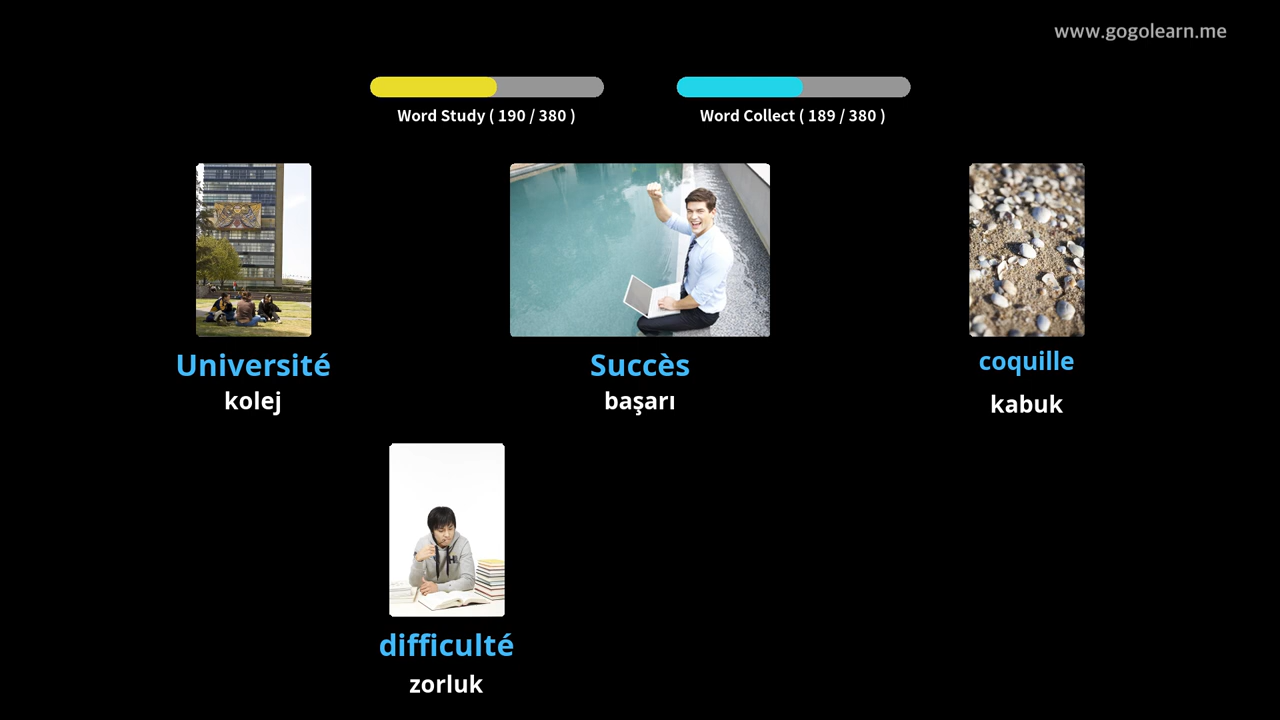 www.gogolearn.me
Word Study ( 190 / 380 )
Word Collect ( 189 / 380 )
Université
kolej
Succès
başarı
coquille
kabuk
difficulté
zorluk